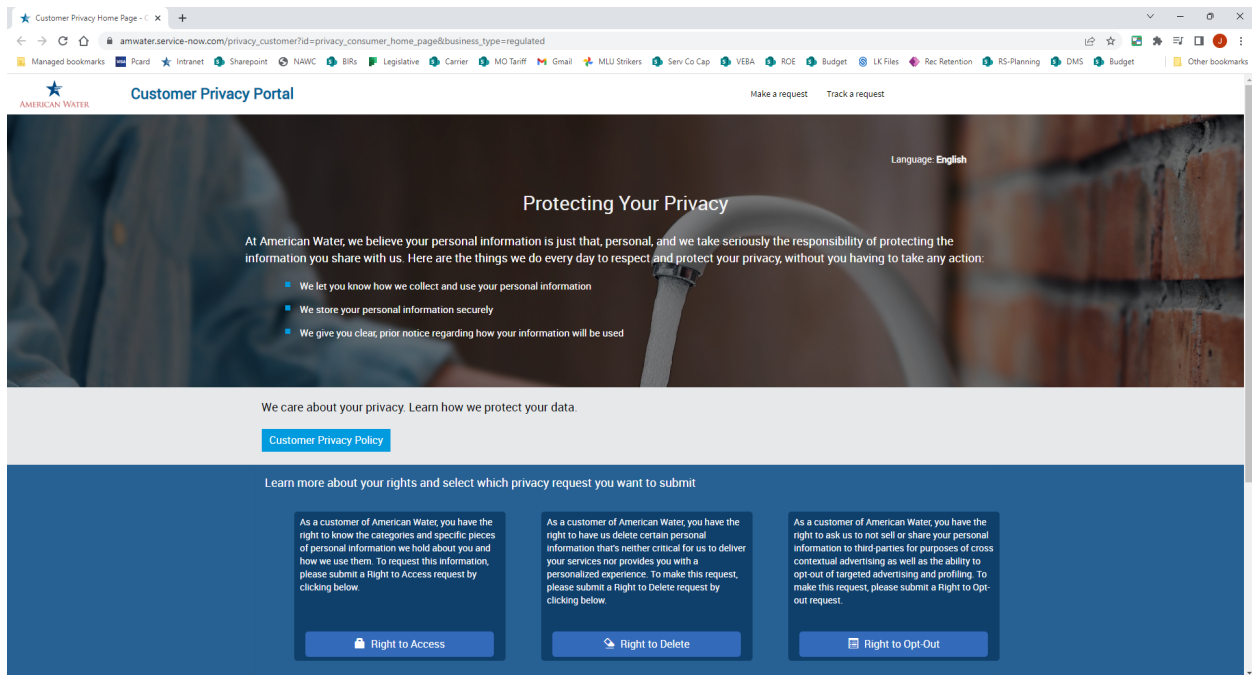 Customer Privacy Home Page - C
amwater.service-now.com/privacy_customer?id=privacy_consumer_home_page&business_type=regulated
Managed bookmarks Pcard Intranet Sharepoint NAWC BIRs Legislative Carrier MO Tariff Gmail MLU Strikers Serv Co Cap VEBA ROE Budget LK Files Rec Retention RS-Planning DMS Budget Other bookmarks
AMERICAN WATER
Customer Privacy Portal
Make a request Track a request
Language: English
Protecting Your Privacy
At American Water, we believe your personal information is just that, personal, and we take seriously the responsibility of protecting the
information you share with us. Here are the things we do every day to respect and protect your privacy, without you having to take any action:
We let you know how we collect and use your personal information
We store your personal information securely
We give you clear, prior notice regarding how your information will be used
We care about your privacy. Learn how we protect your data.
Customer Privacy Policy
Learn more about your rights and select which privacy request you want to submit
As a customer of American Water, you have the
right to know the categories and specific pieces
of personal information we hold about you and
how we use them. To request this information,
please submit a Right to Access request by
clicking below.
Right to Access
As a customer of American Water, you have the
right to have us delete certain personal
information that's neither critical for us to deliver
your services nor provides you with a
personalized experience. To make this request,
please submit a Right to Delete request by
clicking below.
Right to Delete
As a customer of American Water, you have the
right to ask us to not sell or share your personal
information to third-parties for purposes of cross
contextual advertising as well as the ability to
opt-out of targeted advertising and profiling. To
make this request, please submit a Right to Opt-
out request.
Right to Opt-Out